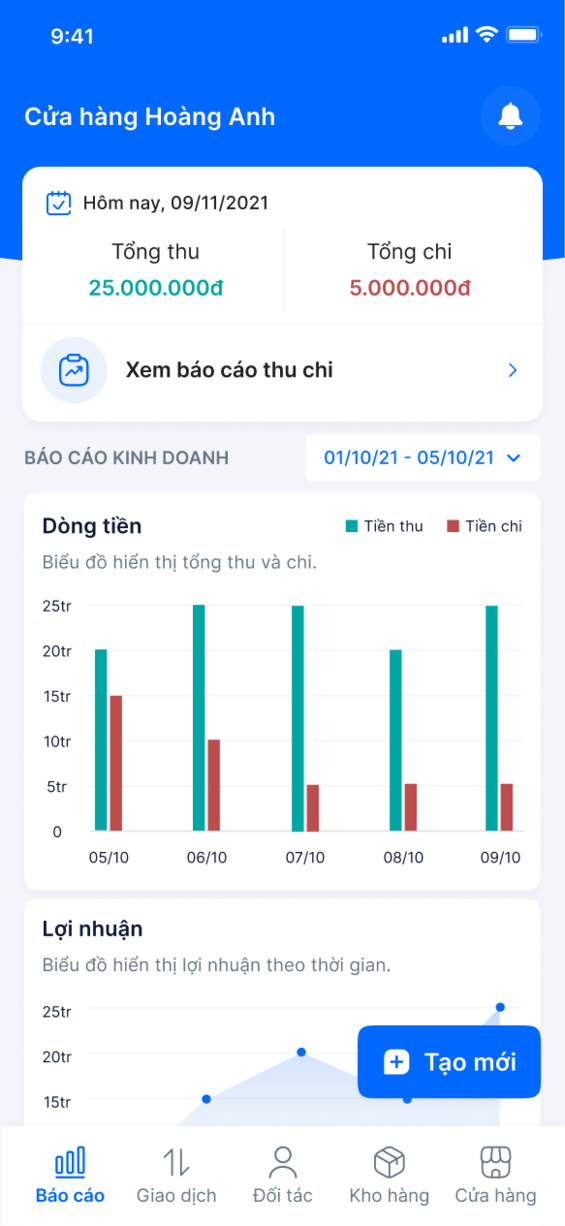 9:41
Cửa hàng Hoàng Anh
Hôm nay, 09/11/2021
Tổng thu
Tổng chi
25.000.000đ
5.000.000đ
Xem báo cáo thu chi
BÁO CÁO KINH DOANH
01/10/21 - 05/10/21
Dòng tiền
Tiền thu
Tiền chi
Biểu đồ hiển thị tổng thu và chi.
25tr
20tr
15tr
10tr
5tr
0
05/10
06/10
07/10
08/10
09/10
Lợi nhuận
Biểu đồ hiển thị lợi nhuận theo thời gian.
25tr
20tr
15tr
Tạo mới
Báo cáo
Giao dịch
Đối tác
Kho hàng
Cửa hàng